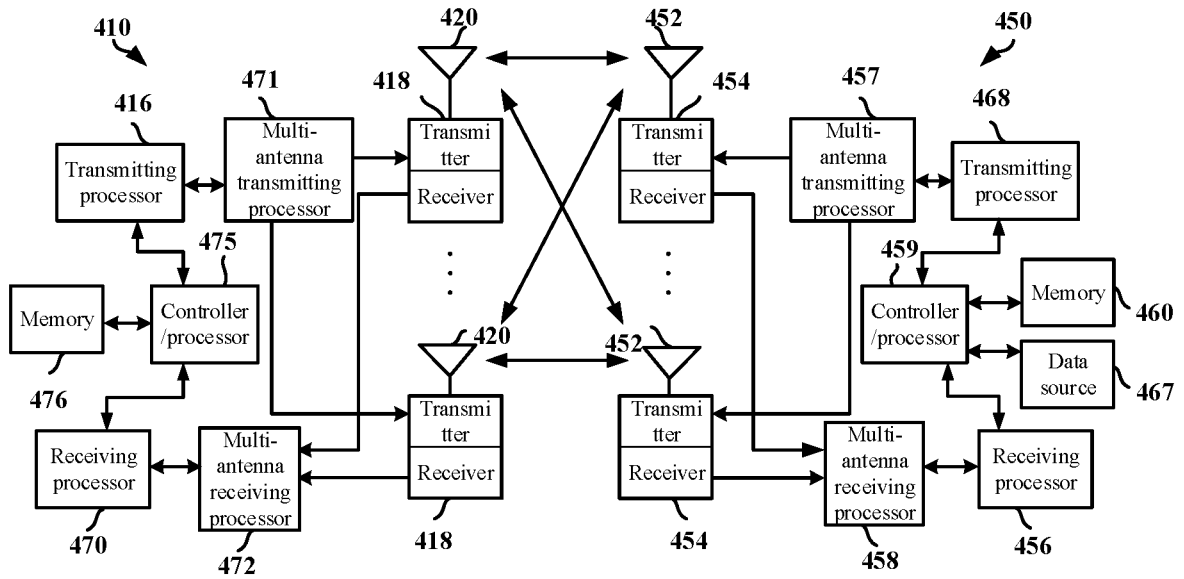 410
420
452
450
471
418
454
457
468
416
Transmitting
processor
Multi-
antenna
transmitting
processor
Transmi
tter
Receiver
Transmi
tter
Receiver
Multi-
antenna
transmitting
processor
Transmitting
processor
475
459
Memory
Controller
/processor
Controller
/processor
Memory
460
476
420
452
Data
source
467
Receiving
processor
Multi-
antenna
receiving
processor
Transmi
tter
Receiver
Transmi
tter
Receiver
Multi-
antenna
receiving
processor
Receiving
processor
470
472
418
454
458
456